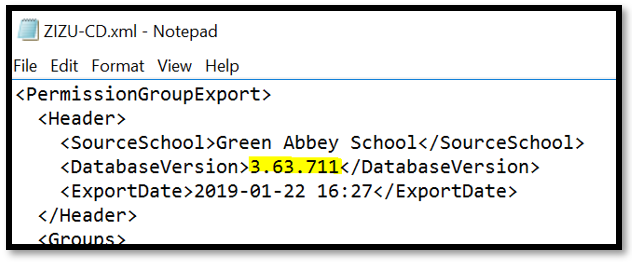 ZIZU-CD.xml - Notepad
File Edit Format View Help
<PermissionGroupExport>
<Header>
<SourceSchool>Green Abbey School</SourceSchool>
<DatabaseVersion>3.63.711</DatabaseVersion>
<ExportDate>2019-01-22 16:27</ExportDate>
</Header>
<Groups>